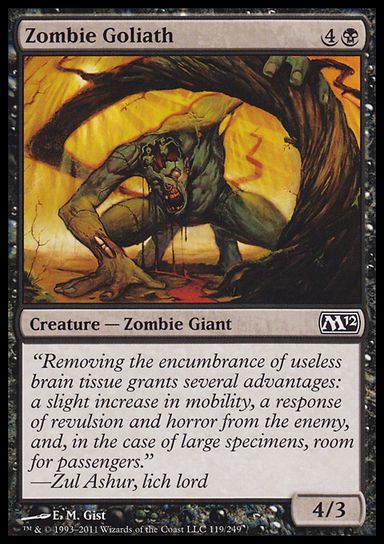 Zombie Goliath 4
Creature — Zombie Giant M12
“Removing the encumbrance of useless
brain tissue grants several advantages:
a slight increase in mobility, a response
of revulsion and horror from the enemy,
and, in the case of large specimens, room
for passengers.”
—Zul Ashur, lich lord
E. M. Gist
™ & © 1993–2011 Wizards of the Coast LLC 119/249
4/3